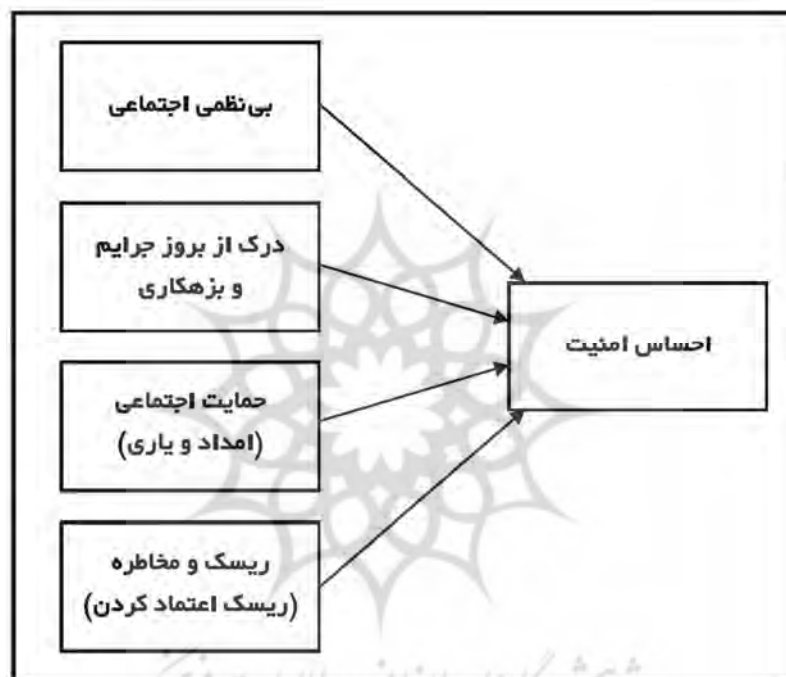 بی‌نظمی اجتماعی
درک از بروز جرایم
و بزهکاری
حمایت اجتماعی
(امداد و یاری)
ریسک و مخاطره
(ریسک اعتماد کردن)
احساس امنیت